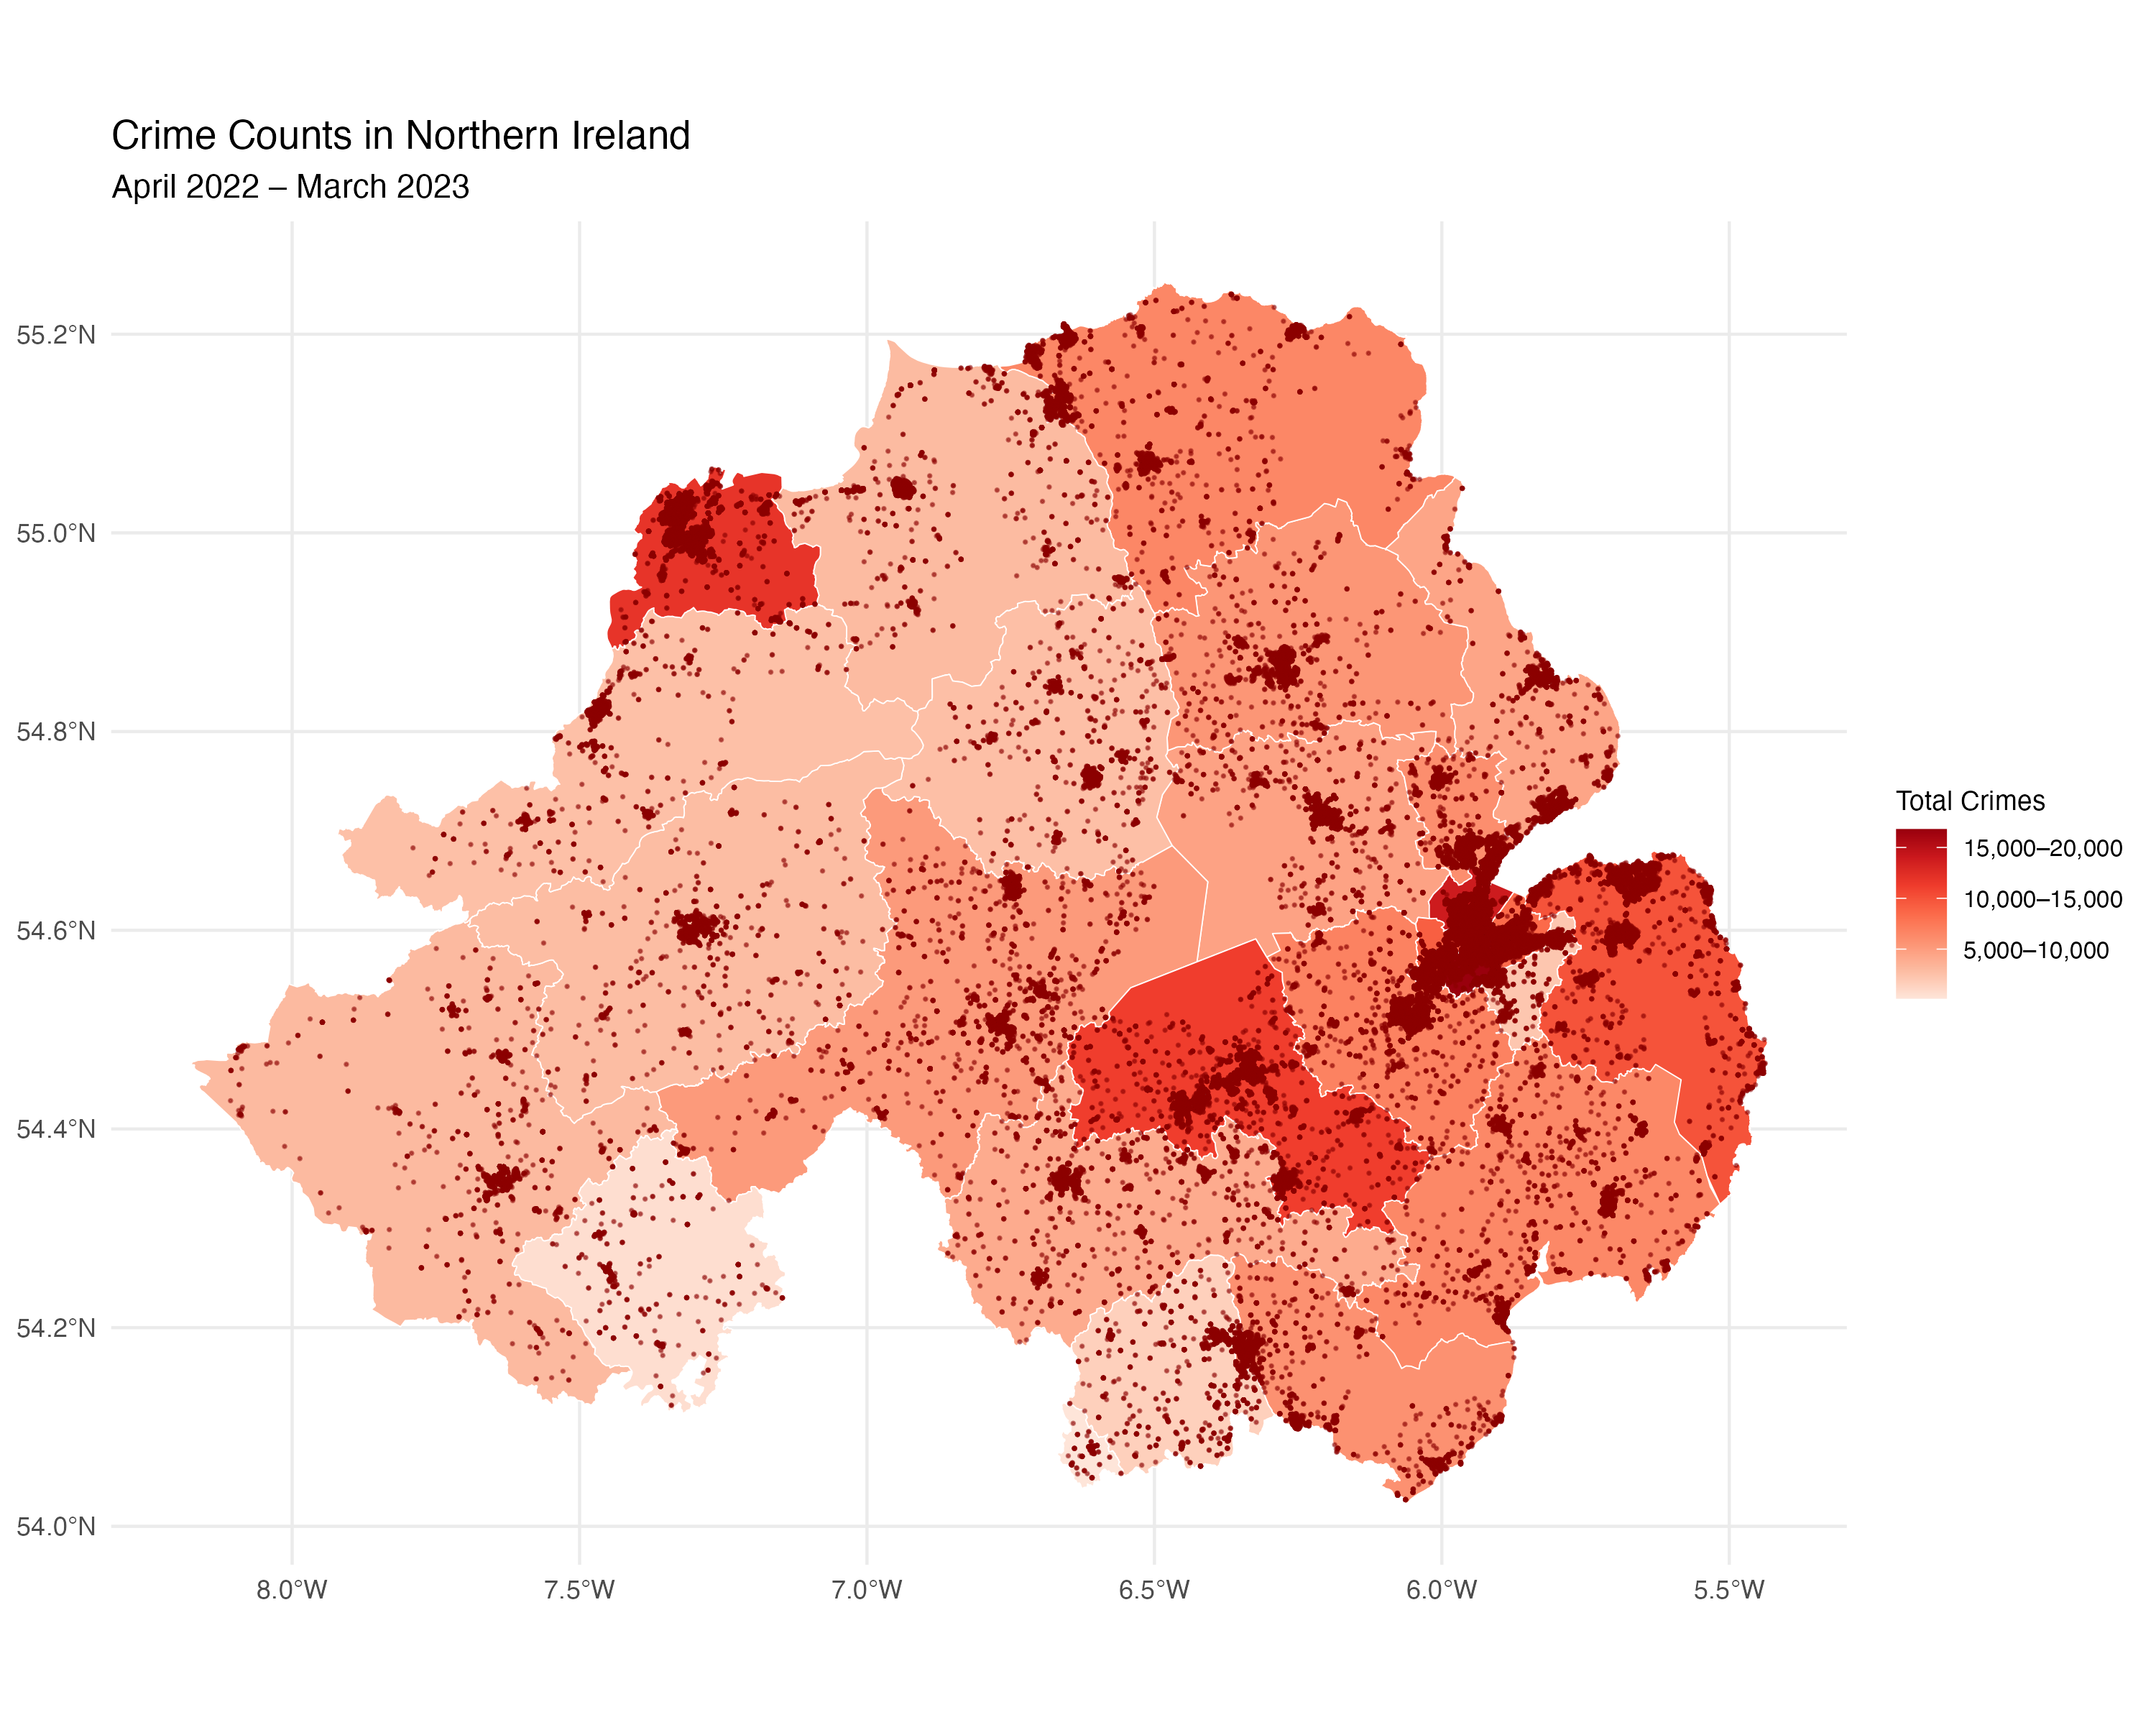 Crime Counts in Northern Ireland
April 2022 – March 2023
55.2°N
55.0°N
54.8°N
54.6°N
54.4°N
54.2°N
54.0°N
8.0°W
7.5°W
7.0°W
6.5°W
6.0°W
5.5°W
Total Crimes
15,000–20,000
10,000–15,000
5,000–10,000